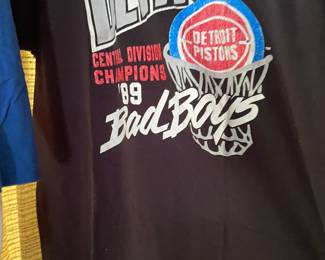 DETROIT
PISTONS
CENTRAL DIVISION
CHAMPIONS
'89
Bad Boys